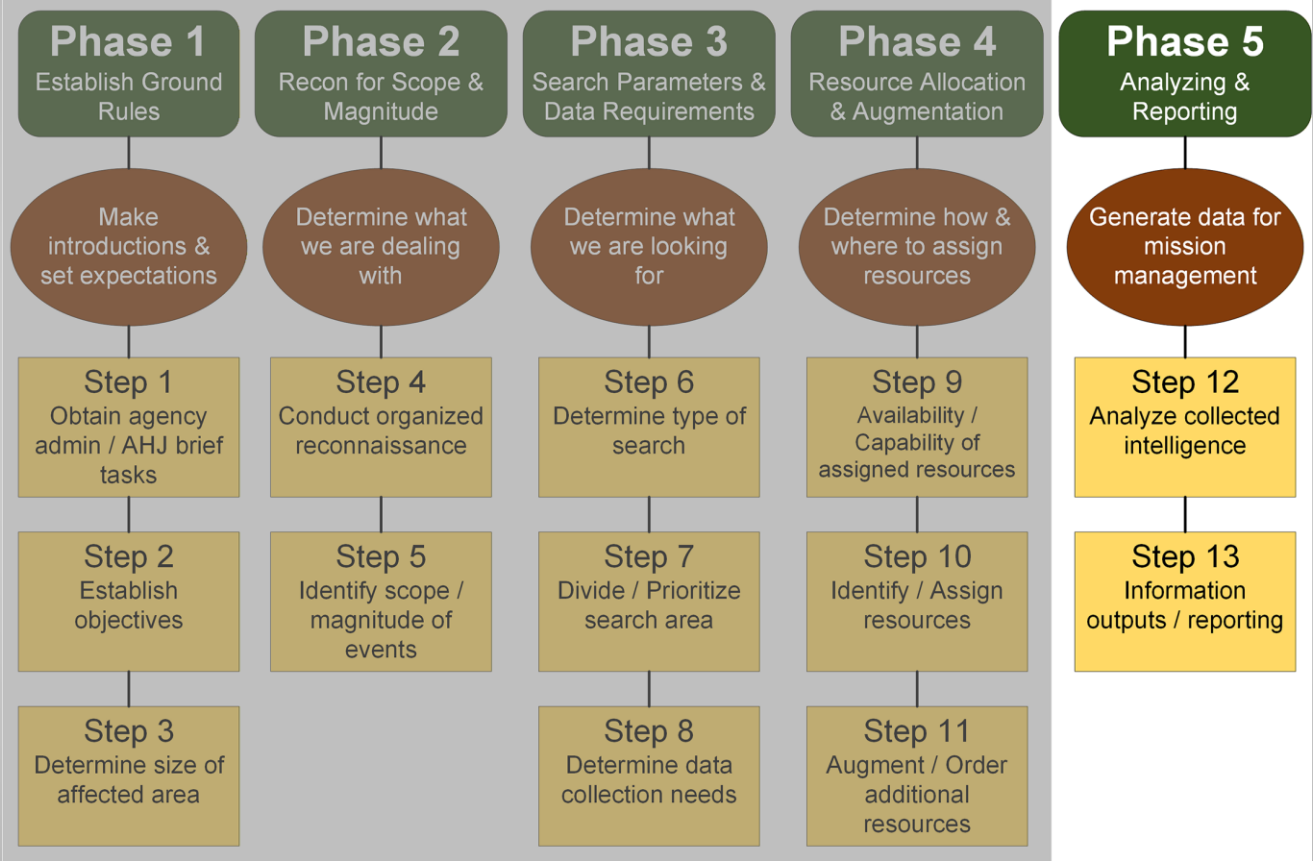 Phase 1
Establish Ground
Rules
Make
introductions &
set expectations
Step 1
Obtain agency
admin / AHJ brief
tasks
Step 2
Establish
objectives
Step 3
Determine size of
affected area
Phase 2
Recon for Scope &
Magnitude
Determine what
we are dealing
with
Step 4
Conduct organized
reconnaissance
Step 5
Identify scope /
magnitude of
events
Phase 3
Search Parameters &
Data Requirements
Determine what
we are looking
for
Step 6
Determine type of
search
Step 7
Divide / Prioritize
search area
Step 8
Determine data
collection needs
Phase 4
Resource Allocation
& Augmentation
Determine how &
where to assign
resources
Step 9
Availability /
Capability of
assigned resources
Step 10
Identify / Assign
resources
Step 11
Augment / Order
additional
resources
Phase 5
Analyzing &
Reporting
Generate data for
mission
management
Step 12
Analyze collected
intelligence
Step 13
Information
outputs / reporting